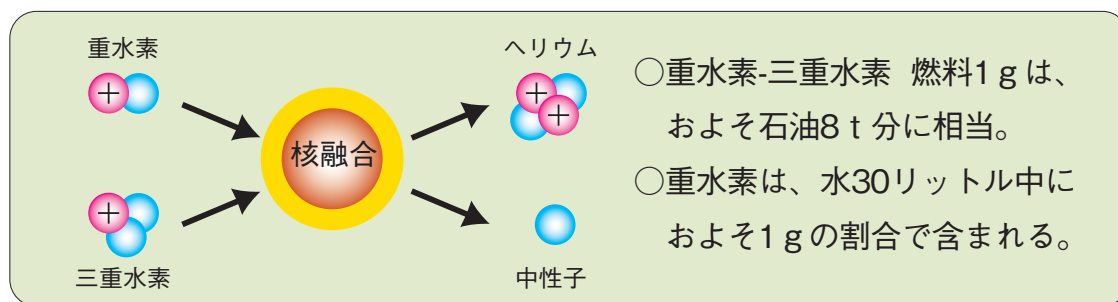 重水素
三重水素
核融合
ヘリウム
中性子
○重水素-三重水素 燃料1gは、
およそ石油8t分に相当。
○重水素は、水30リットル中に
およそ1gの割合で含まれる。
+
+
+
+